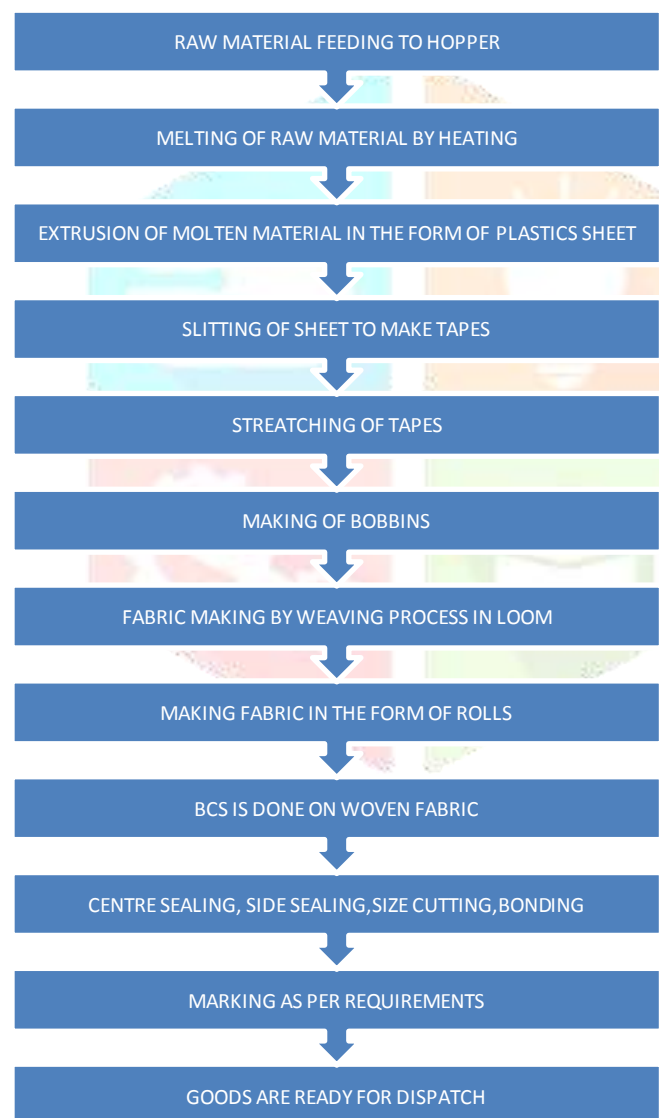 RAW MATERIAL FEEDING TO HOPPER
MELTING OF RAW MATERIAL BY HEATING
EXTRUSION OF MOLTEN MATERIAL IN THE FORM OF PLASTICS SHEET
SLITTING OF SHEET TO MAKE TAPES
STREATCHING OF TAPES
MAKING OF BOBBINS
FABRIC MAKING BY WEAVING PROCESS IN LOOM
MAKING FABRIC IN THE FORM OF ROLLS
BCS IS DONE ON WOVEN FABRIC
CENTRE SEALING, SIDE SEALING,SIZE CUTTING,BONDING
MARKING AS PER REQUIREMENTS
GOODS ARE READY FOR DISPATCH